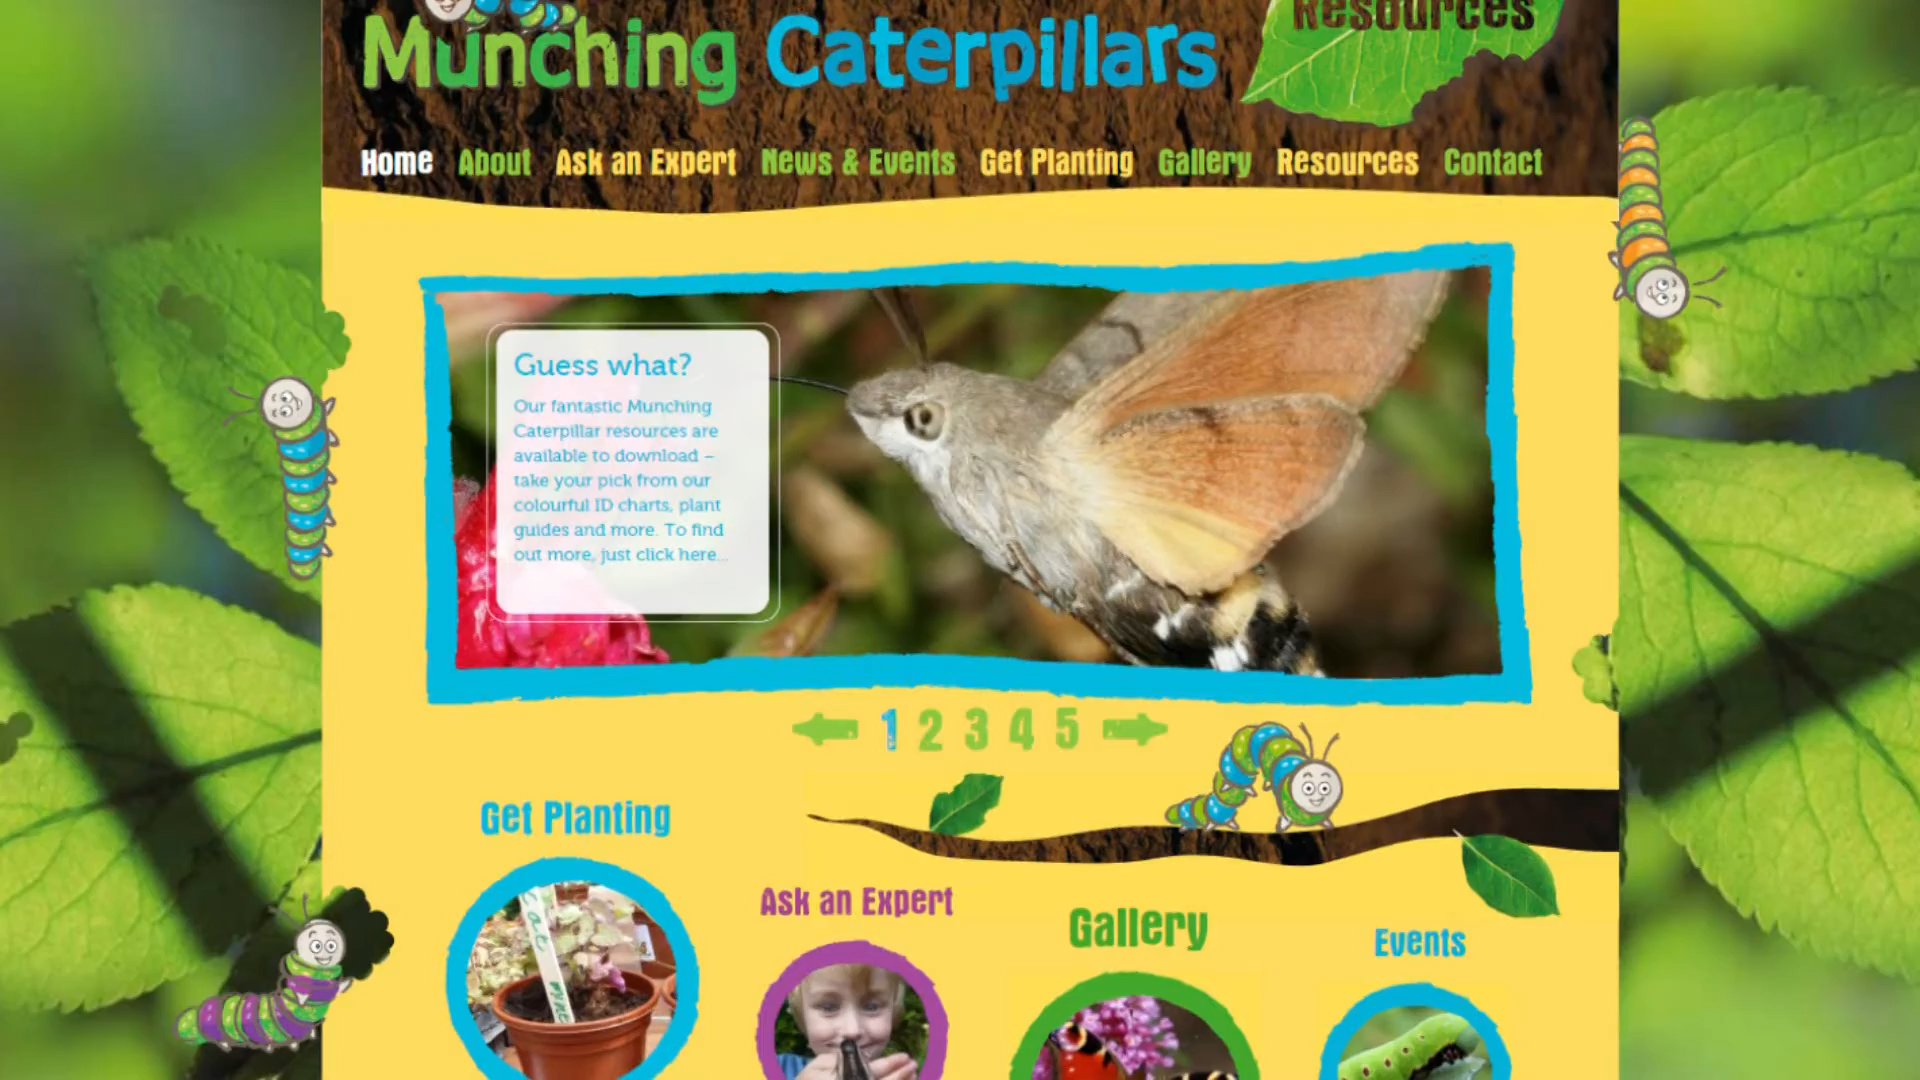 Resources
Munching Caterpillars
Home About Ask an Expert News & Events Get Planting Gallery Resources Contact
Guess what?
Our fantastic Munching
Caterpillar resources are
available to download –
take your pick from our
colourful ID charts, plant
guides and more. To find
out more, just click here...
1 2 3 4 5
Get Planting
Ask an Expert
Gallery
Events